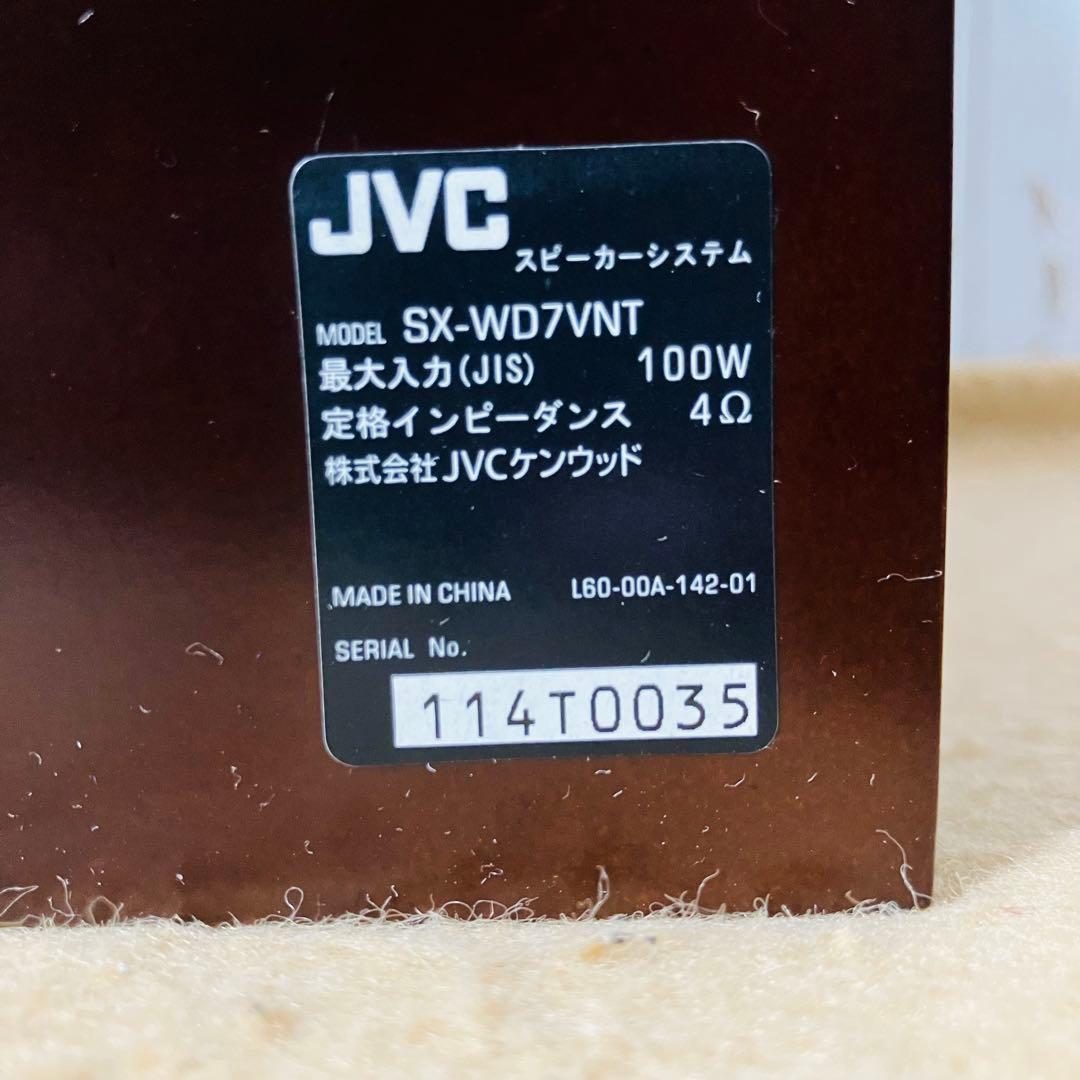 JVC
スピーカーシステム
MODEL SX-WD7VNT
最大入力(JIS) 100W
定格インピーダンス 4Ω
株式会社JVCケンウッド
MADE IN CHINA L60-00A-142-01
SERIAL No.
114T0035